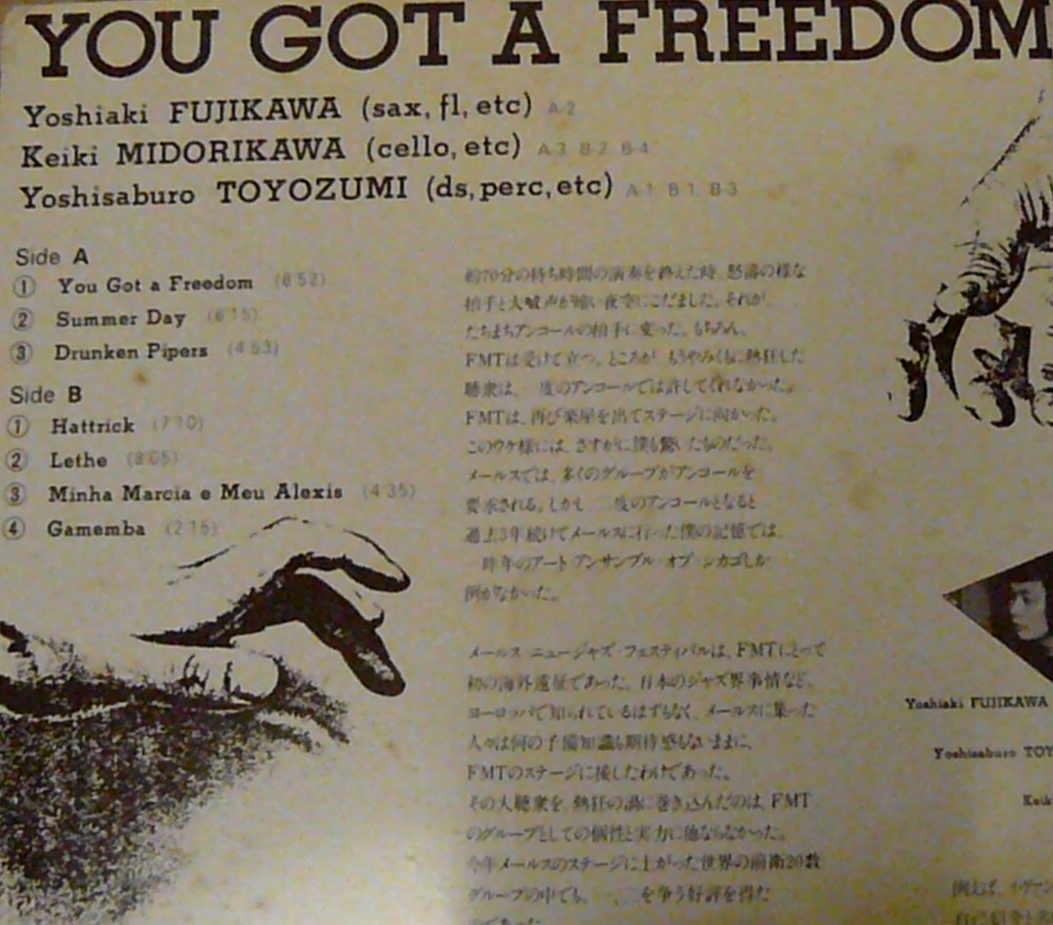 YOU GOT A FREEDOM
Yoshiaki FUJIKAWA (sax, fl, etc) A-2
Keiki MIDORIKAWA (cello, etc) A-3 B-2 B-4
Yoshisaburo TOYOZUMI (ds, perc, etc) A-1 B-1 B-3
Side A
① You Got a Freedom (8'52)
② Summer Day (6'15)
③ Drunken Pipers (4'53)
Side B
① Hattrick (7'10)
② Lethe (8'05)
③ Minha Marcia e Meu Alexis (4'35)
④ Gamemba (2'15)
約70分の持ち時間の演奏を終えた時、怒濤の様な
拍手と大喊声が暗い夜空にこだました。それが、
たちまちアンコールの拍手に変った。もちろん、
FMTは受けて立つ。ところが、もうやみくもに熱狂した
聴衆は、一度のアンコールでは許してくれなかった。
FMTは、再び楽屋を出てステージに向かった。
このウケ様には、さすがに僕も驚いたものだった。
メールスでは、多くのグループがアンコールを
要求される。しかし、二度のアンコールとなると
過去3年続けてメールスに行った僕の記憶では、
一昨年のアート・アンサンブル・オブ・シカゴしか
例がなかった。
メールス・ニュージャズ・フェスティバルは、FMTにとって
初の海外遠征であった。日本のジャズ界事情など、
ヨーロッパで知られているはずもなく、メールスに集った
人々は何の予備知識も期待感もないままに、
FMTのステージに接したわけであった。
その大聴衆を、熱狂の渦に巻き込んだのは、FMT
のグループとしての個性と実力に他ならなかった。
今年メールスのステージに上がった世界の前衛20数
グループの中でも、一、二を争う好評を得た
のであった。
Yoshiaki FUJIKAWA
Yoshisaburo TOY
Keik
例えば、イヴァン